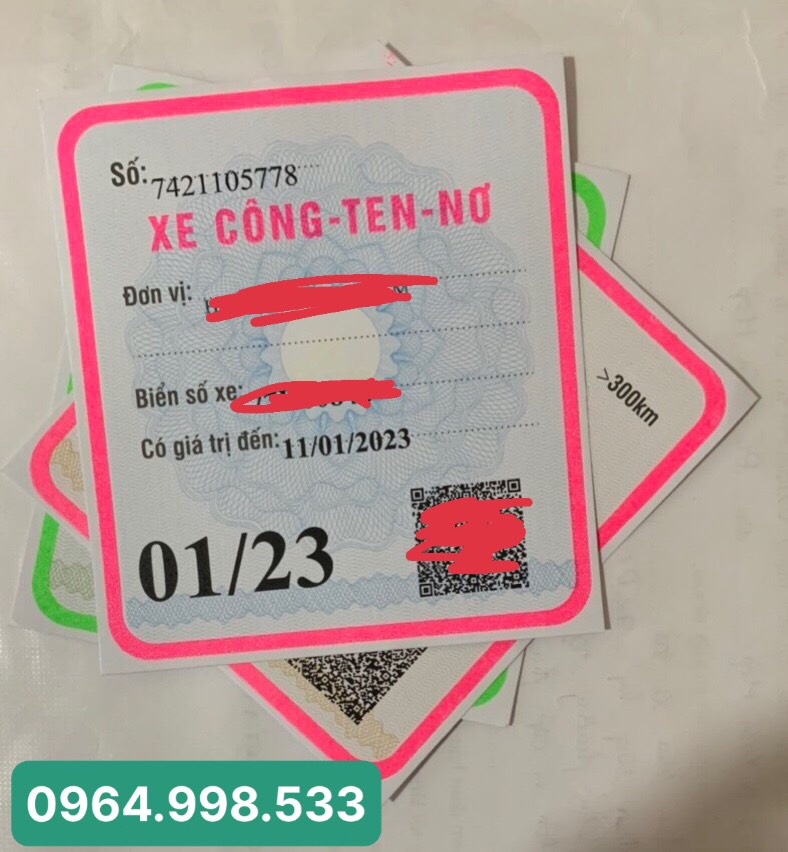 Số: 7421105778
XE CÔNG-TEN-NƠ
Đơn vị:
Biển số xe:
Có giá trị đến: 11/01/2023
01/23
>300km
0964.998.533